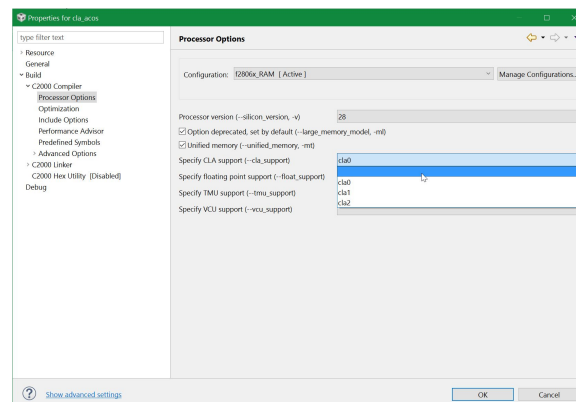 Properties for cla_acos
type filter text
Resource
General
Build
C2000 Compiler
Processor Options
Optimization
Include Options
Performance Advisor
Predefined Symbols
Advanced Options
C2000 Linker
C2000 Hex Utility [Disabled]
Debug
Processor Options
Configuration: f2806x_RAM [ Active ]
Manage Configurations...
Processor version (--silicon_version, -v) 28
Option deprecated, set by default (--large_memory_model, -ml)
Unified memory (--unified_memory, -mt)
Specify CLA support (--cla_support) cla0
Specify floating point support (--float_support)
cla0
Specify TMU support (--tmu_support) cla1
cla2
Specify VCU support (--vcu_support)
? Show advanced settings
OK Cancel